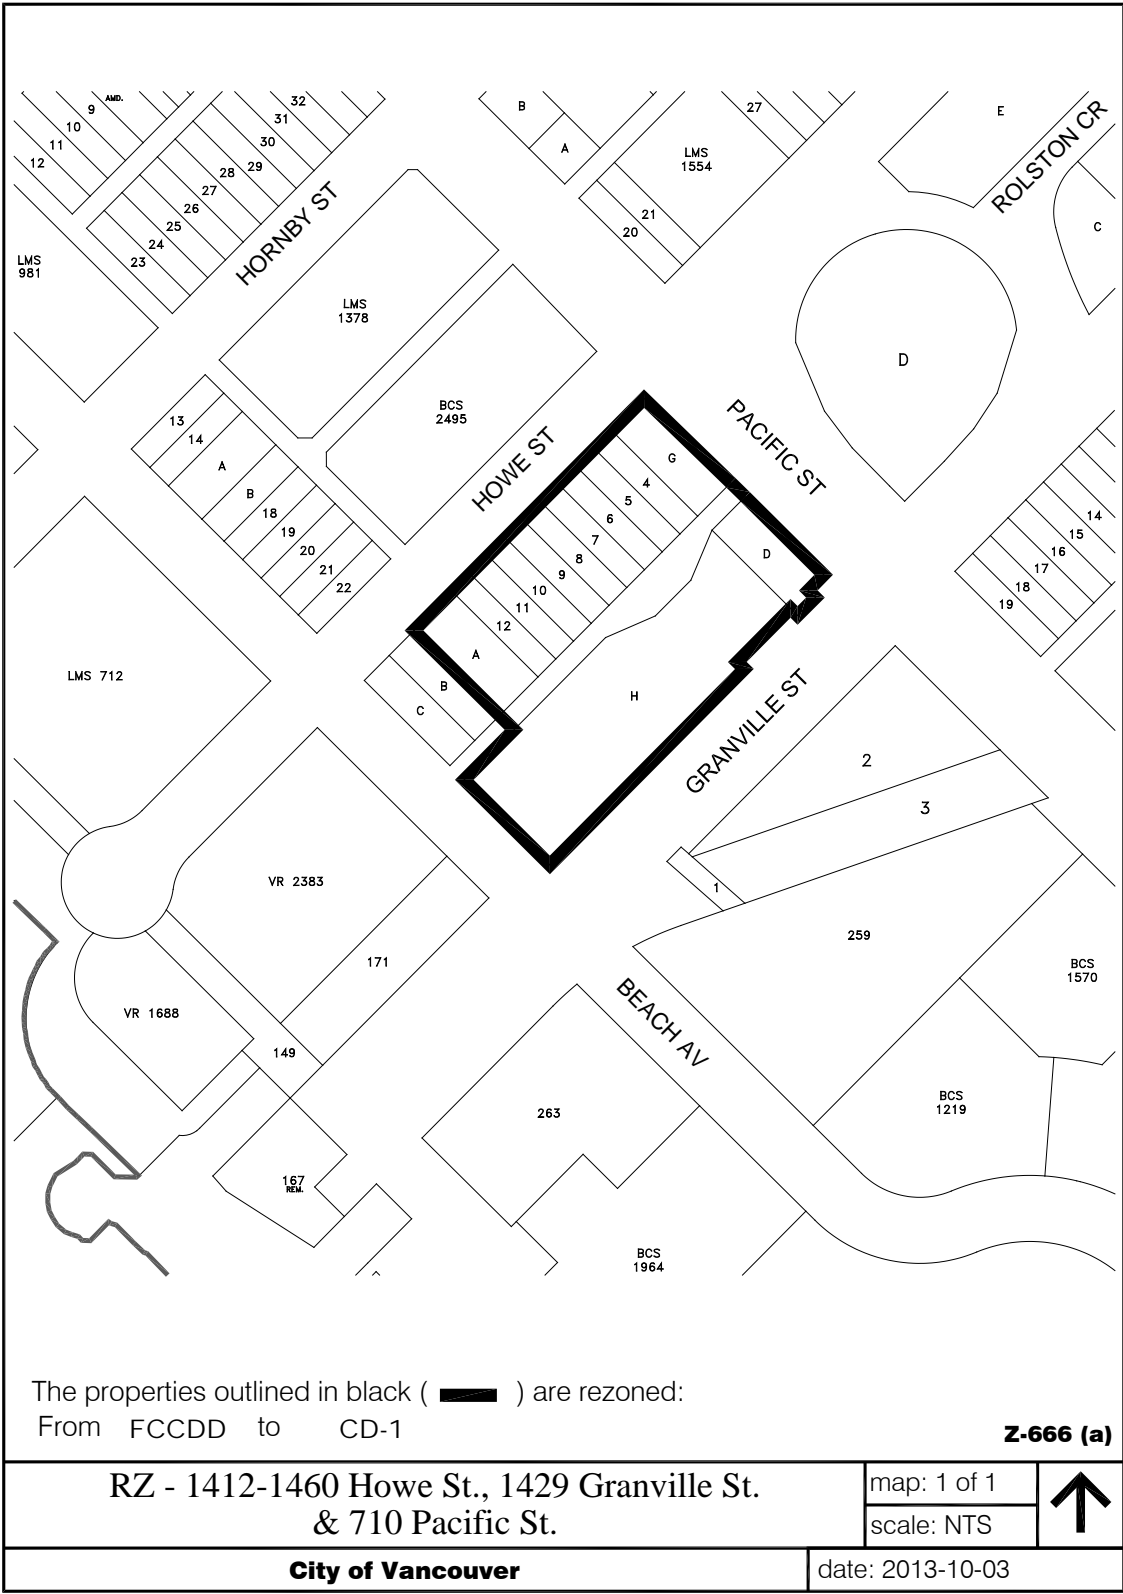 AMD.
9
10
11
12
32
31
30
29
28
27
26
25
24
23
B
A
LMS
1554
27
21
20
E
ROLSTON CR
C
LMS
981
HORNBY ST
LMS
1378
D
BCS
2495
PACIFIC ST
HOWE ST
13
14
A
B
18
19
20
21
22
G
4
5
6
7
8
9
10
11
12
A
B
C
D
H
14
15
16
17
18
19
LMS 712
GRANVILLE ST
2
3
1
VR 2383
171
259
BCS
1570
VR 1688
149
BEACH AV
BCS
1219
263
167
REM.
BCS
1964
The properties outlined in black ( ) are rezoned:
From FCCDD to CD-1
Z-666 (a)
RZ - 1412-1460 Howe St., 1429 Granville St.
& 710 Pacific St.
map: 1 of 1
scale: NTS
City of Vancouver
date: 2013-10-03